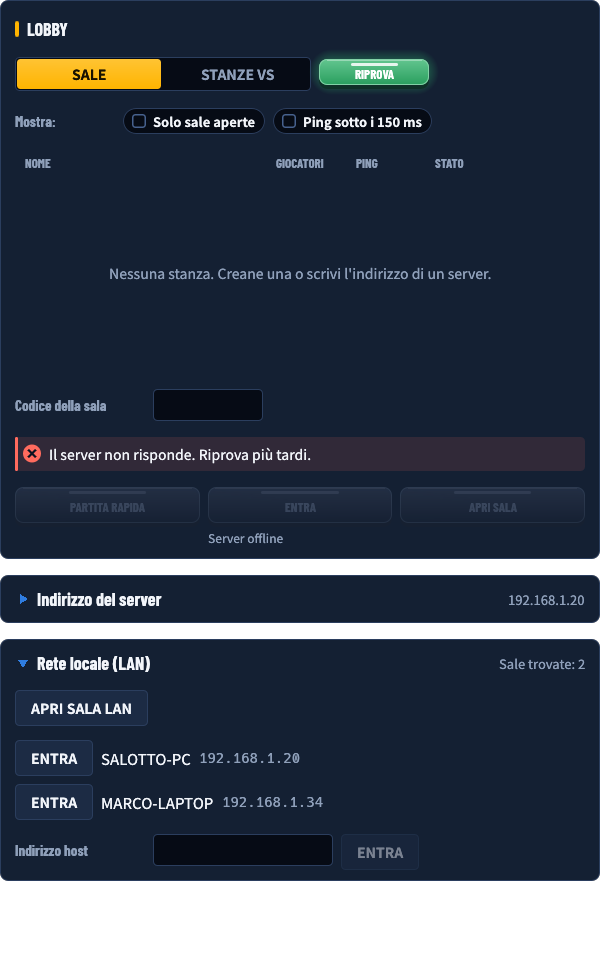 LOBBY
SALE STANZE VS RIPROVA
Mostra: Solo sale aperte Ping sotto i 150 ms
NOME GIOCATORI PING STATO
Nessuna stanza. Creane una o scrivi l'indirizzo di un server.
Codice della sala
Il server non risponde. Riprova più tardi.
PARTITA RAPIDA ENTRA APRI SALA
Server offline
Indirizzo del server 192.168.1.20
Rete locale (LAN) Sale trovate: 2
APRI SALA LAN
ENTRA SALOTTO-PC 192.168.1.20
ENTRA MARCO-LAPTOP 192.168.1.34
Indirizzo host ENTRA